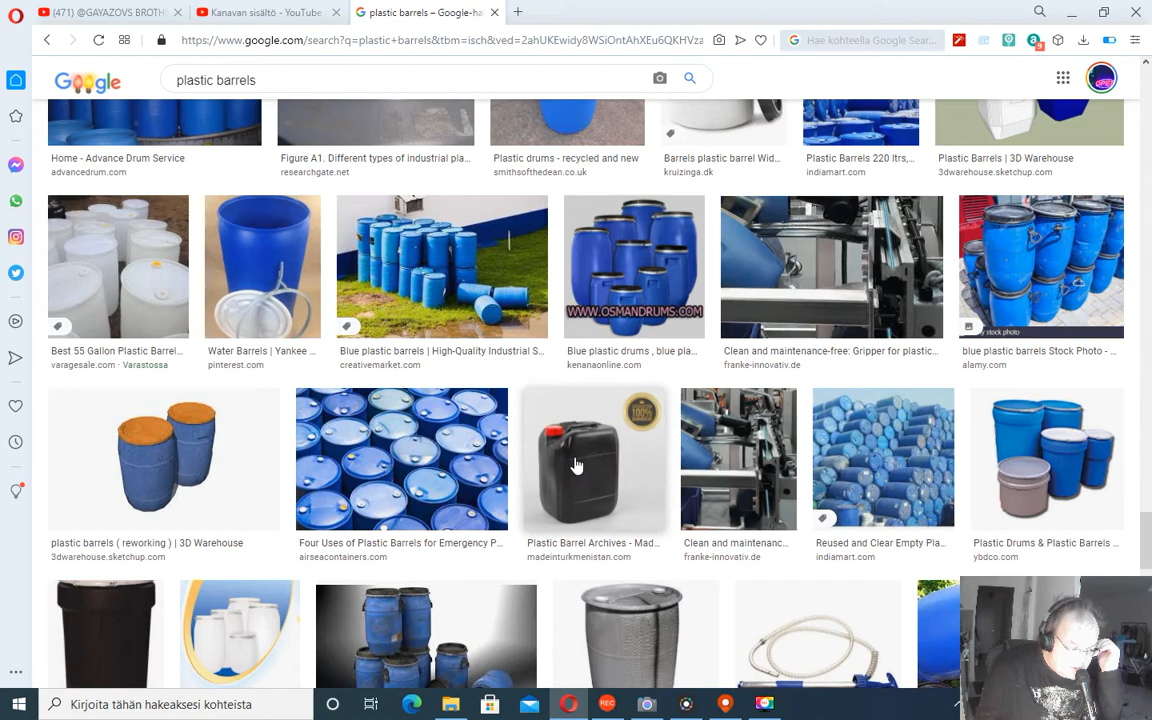 (471) @GAYAZOVS BROTH
Kanavan sisältö - YouTube
plastic barrels – Google-ha
https://www.google.com/search?q=plastic+barrels&tbm=isch&ved=2ahUKEwidy8WSiOntAhXEu6QKHVza
Hae kohteella Google Sear...
9
Google
plastic barrels
Home - Advance Drum Service
advancedrum.com
Figure A1. Different types of industrial pla...
researchgate.net
Plastic drums - recycled and new
smithsofthedean.co.uk
Barrels plastic barrel Wid...
kruizinga.dk
Plastic Barrels 220 ltrs,...
indiamart.com
Plastic Barrels | 3D Warehouse
3dwarehouse.sketchup.com
WWW.OSMANDRUMS.COM
stock photo
Best 55 Gallon Plastic Barrel...
varagesale.com · Varastossa
Water Barrels | Yankee ...
pinterest.com
Blue plastic barrels | High-Quality Industrial S...
creativemarket.com
Blue plastic drums , blue pla...
kenanaonline.com
Clean and maintenance-free: Gripper for plastic...
franke-innovativ.de
blue plastic barrels Stock Photo - ...
alamy.com
100%
plastic barrels ( reworking ) | 3D Warehouse
3dwarehouse.sketchup.com
Four Uses of Plastic Barrels for Emergency P...
airseacontainers.com
Plastic Barrel Archives - Mad...
madeinturkmenistan.com
Clean and maintenanc...
franke-innovativ.de
Reused and Clear Empty Pla...
indiamart.com
Plastic Drums & Plastic Barrels ...
ybdco.com
Kirjoita tähän hakeaksesi kohteista
REC